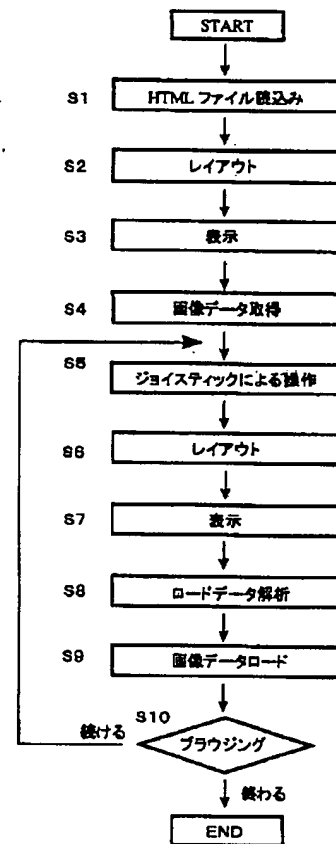 START
S1 HTML ファイル読込み
S2 レイアウト
S3 表示
S4 画像データ取得
S5 ジョイスティックによる操作
S6 レイアウト
S7 表示
S8 ロードデータ解析
S9 画像データロード
S10
続ける ブラウジング
終わる
END